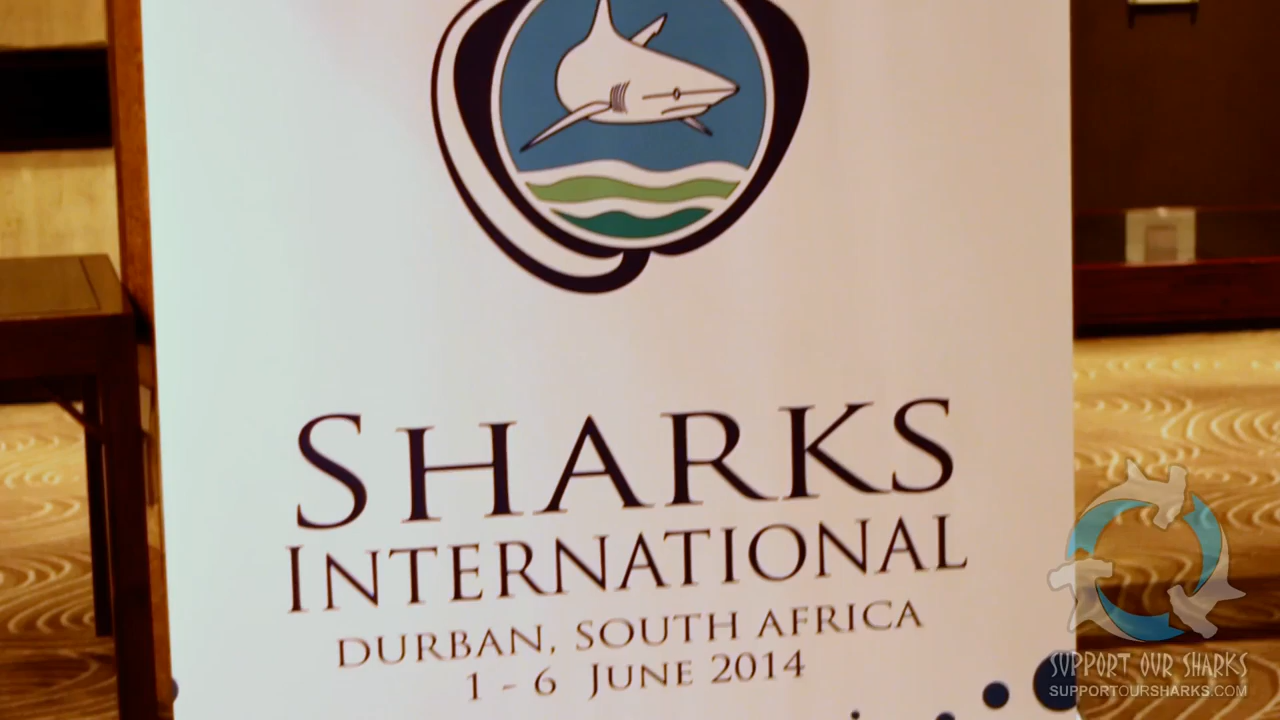 SHARKS
INTERNATIONAL
DURBAN, SOUTH AFRICA
1 - 6 JUNE 2014
SUPPORT OUR SHARKS
SUPPORTOURSHARKS.COM